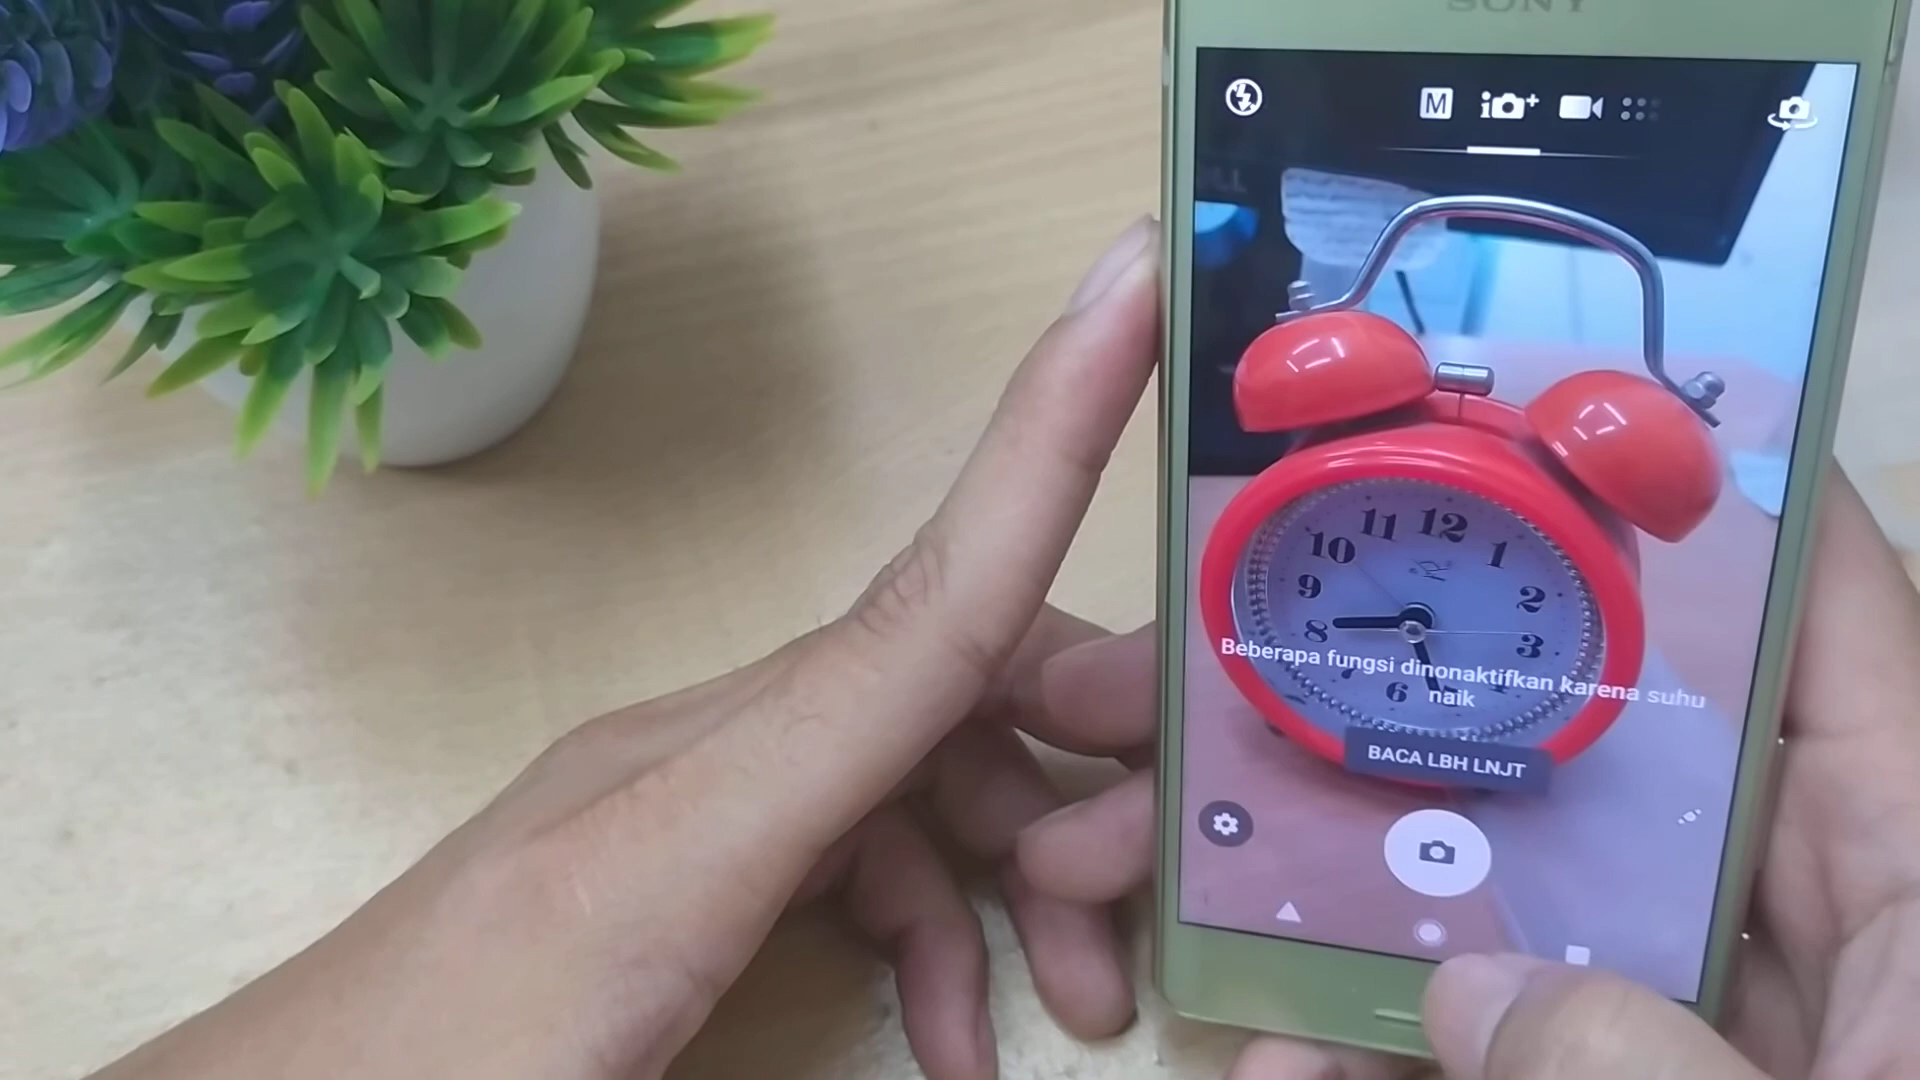 SONY
M
11 12 1
10 2
9 3
8
7 6
Beberapa fungsi dinonaktifkan karena suhu
naik
BACA LBH LNJT